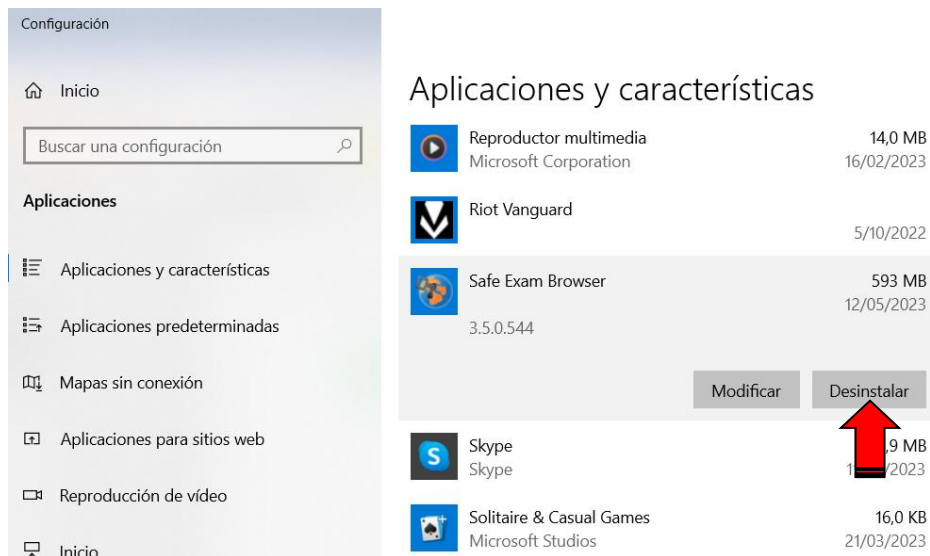 Configuración
Inicio
Buscar una configuración
Aplicaciones
Aplicaciones y características
Aplicaciones predeterminadas
Mapas sin conexión
Aplicaciones para sitios web
Reproducción de vídeo
Inicio
Aplicaciones y características
Reproductor multimedia 14,0 MB
Microsoft Corporation 16/02/2023
Riot Vanguard
5/10/2022
Safe Exam Browser 593 MB
12/05/2023
3.5.0.544
Modificar Desinstalar
Skype ,9 MB
Skype /2023
Solitaire & Casual Games 16,0 KB
Microsoft Studios 21/03/2023